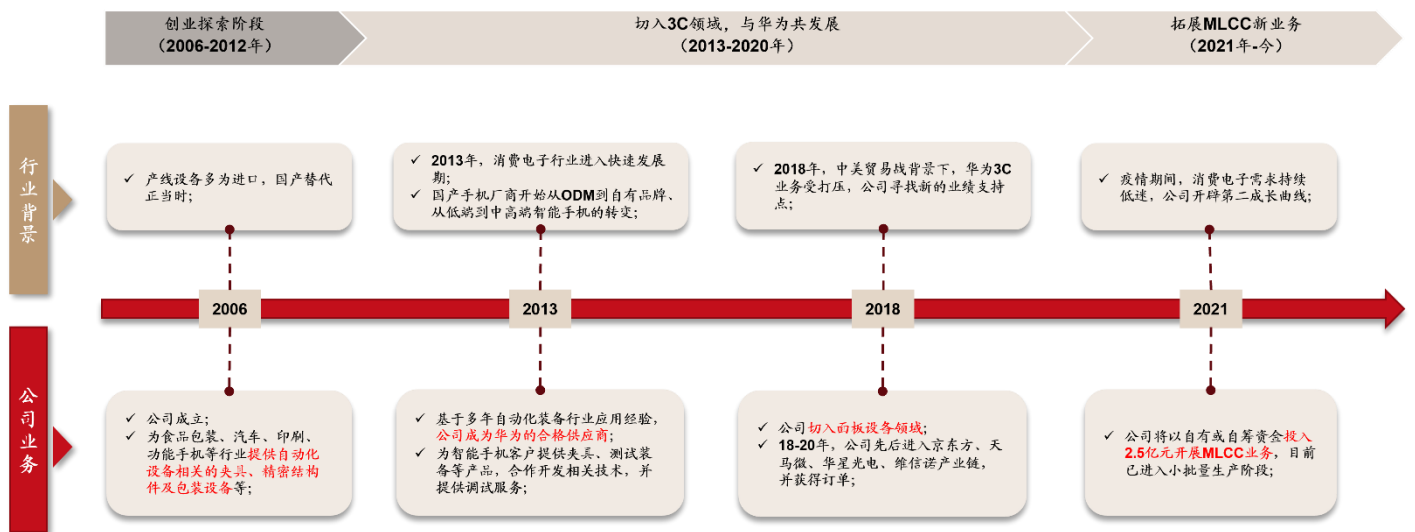 创业探索阶段
（2006-2012年）
切入3C领域，与华为共发展
（2013-2020年）
拓展MLCC新业务
（2021年-今）
行业背景
✓ 产线设备多为进口，国产替代
正当时；
✓ 2013年，消费电子行业进入快速发展
期；
✓ 国产手机厂商开始从ODM到自有品牌、
从低端到中高端智能手机的转变；
✓ 2018年，中美贸易战背景下，华为3C
业务受打压，公司寻找新的业绩支持
点；
✓ 疫情期间，消费电子需求持续
低迷，公司开辟第二成长曲线；
2006
2013
2018
2021
公司业务
✓ 公司成立；
✓ 为食品包装、汽车、印刷、
功能手机等行业提供自动化
设备相关的夹具、精密结构
件及包装设备等；
✓ 基于多年自动化装备行业应用经验，
公司成为华为的合格供应商；
✓ 为智能手机客户提供夹具、测试装
备等产品，合作开发相关技术，并
提供调试服务；
✓ 公司切入面板设备领域；
✓ 18-20年，公司先后进入京东方、天
马微、华星光电、维信诺产业链，
并获得订单；
✓ 公司将以自有或自筹资金投入
2.5亿元开展MLCC业务，目前
已进入小批量生产阶段；